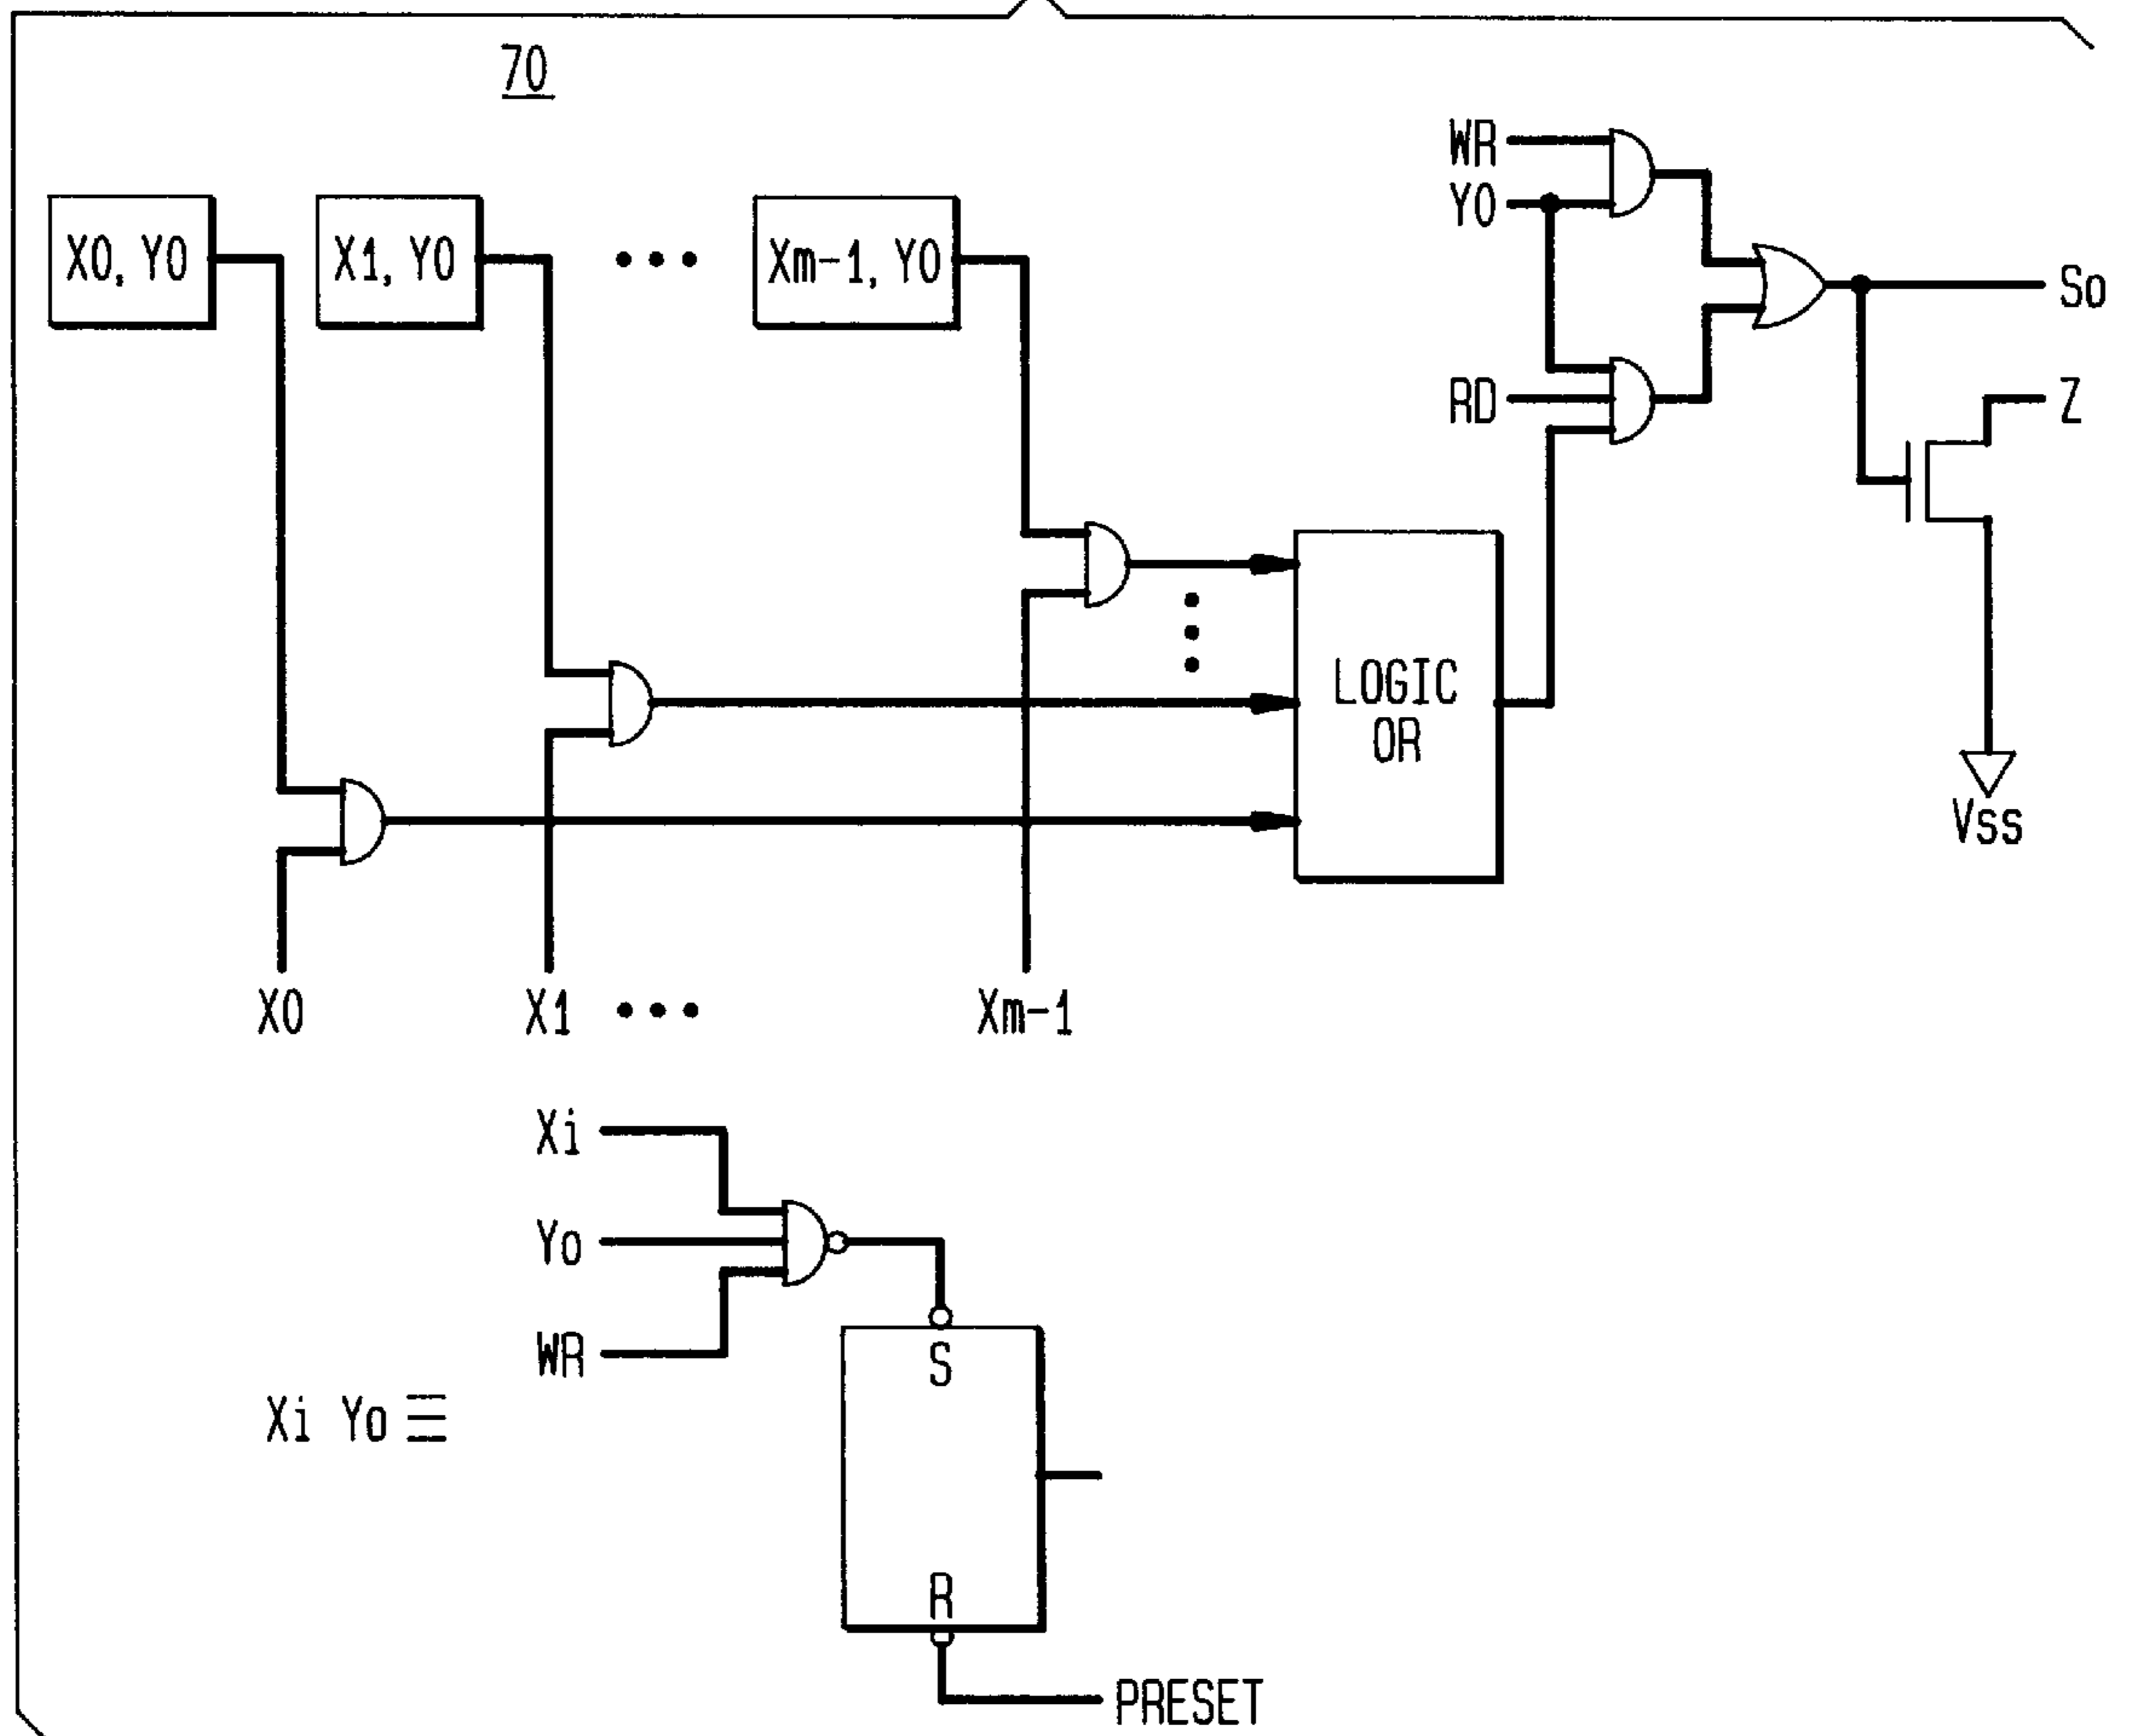 70
WR
Y0
X0, Y0
X1, Y0
Xm-1, Y0
So
RD
Z
LOGIC
OR
Vss
X0
X1
Xm-1
Xi
Yo
WR
S
Xi Yo ≡
R
PRESET